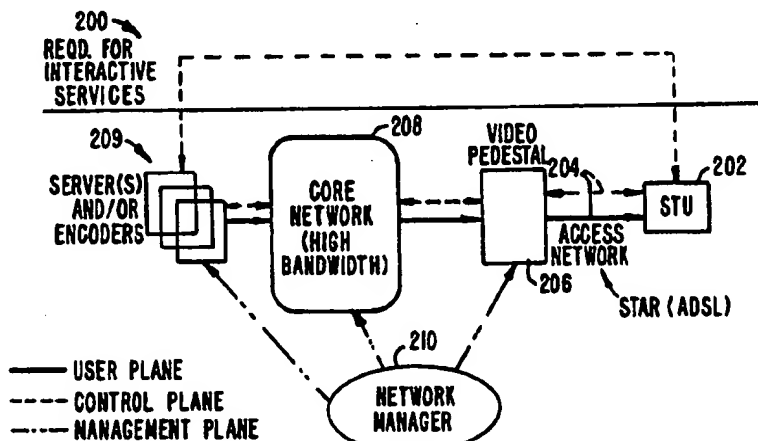 200
REQD. FOR
INTERACTIVE
SERVICES
209
SERVER(S)
AND/OR
ENCODERS
208
CORE
NETWORK
(HIGH
BANDWIDTH)
VIDEO
PEDESTAL
204
202
STU
ACCESS
NETWORK
206
STAR (ADSL)
210
NETWORK
MANAGER
USER PLANE
CONTROL PLANE
MANAGEMENT PLANE